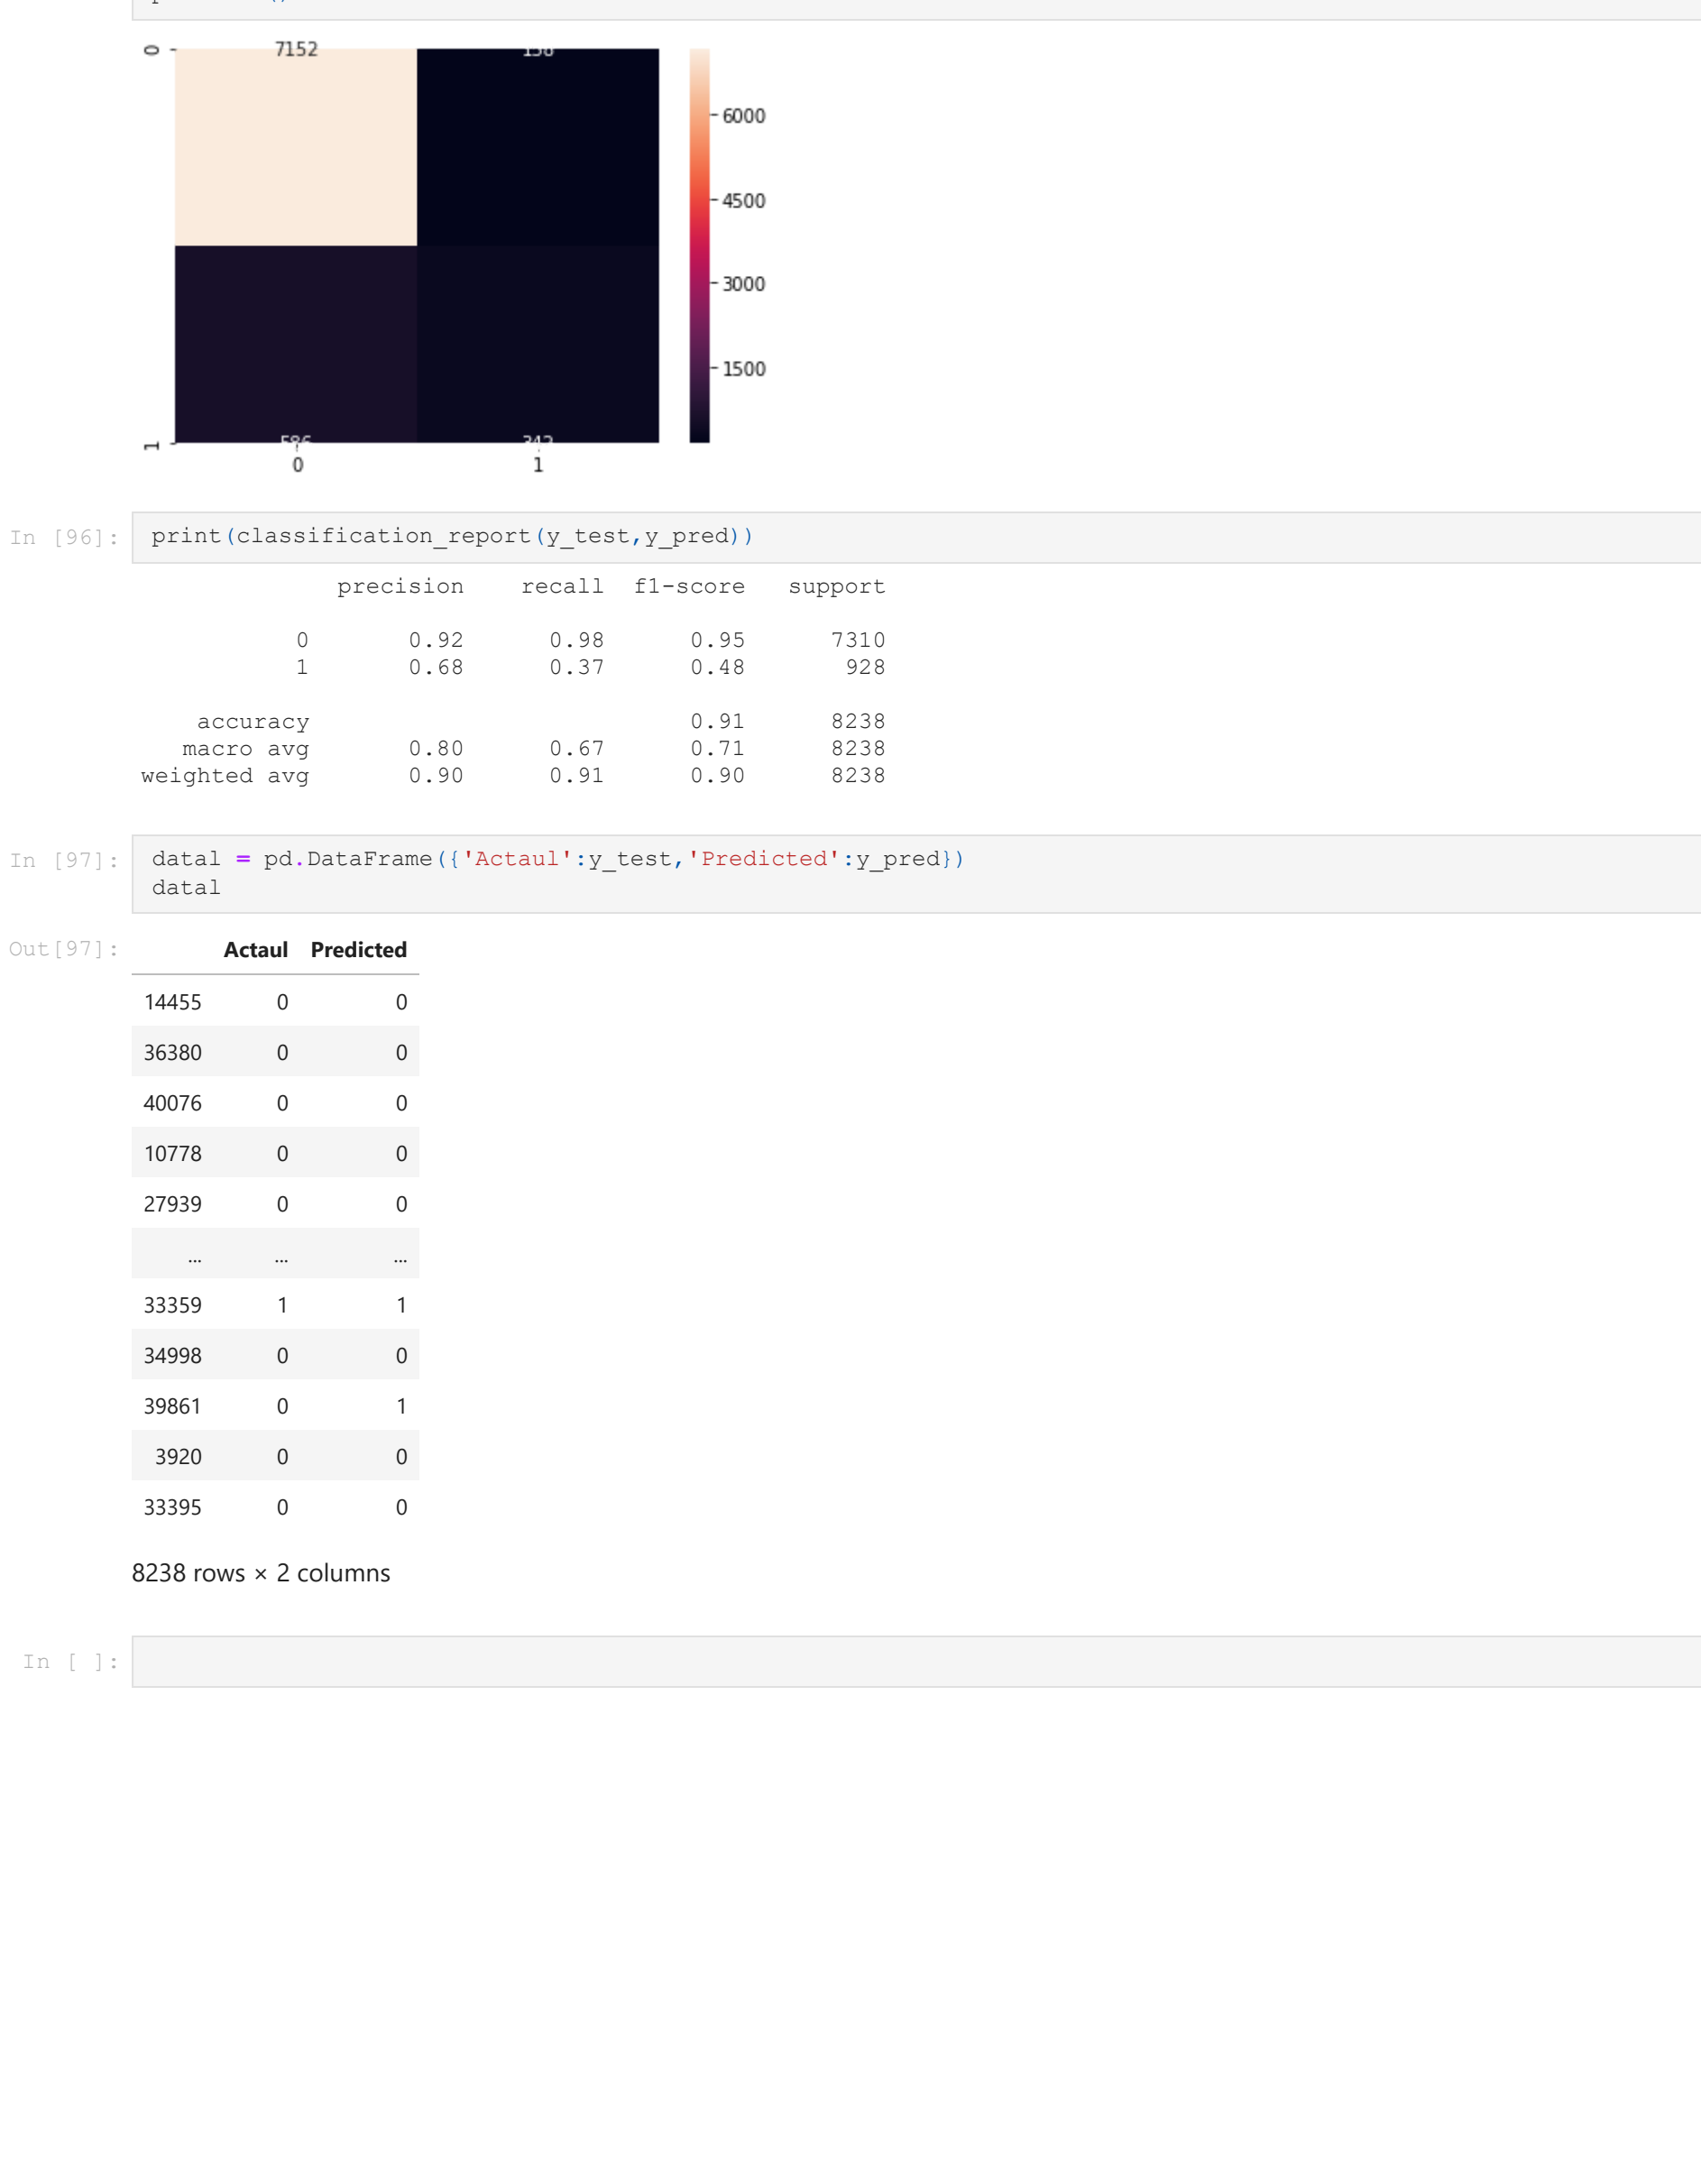 0
7152
158
6000
4500
3000
1500
1
586
342
0
1
In [96]:
print(classification_report(y_test,y_pred))
precision recall f1-score support
0 0.92 0.98 0.95 7310
1 0.68 0.37 0.48 928
accuracy 0.91 8238
macro avg 0.80 0.67 0.71 8238
weighted avg 0.90 0.91 0.90 8238
In [97]:
data1 = pd.DataFrame({'Actaul':y_test,'Predicted':y_pred})
data1
Out[97]:
Actaul Predicted
14455 0 0
36380 0 0
40076 0 0
10778 0 0
27939 0 0
... ... ...
33359 1 1
34998 0 0
39861 0 1
3920 0 0
33395 0 0
8238 rows × 2 columns
In [ ]: